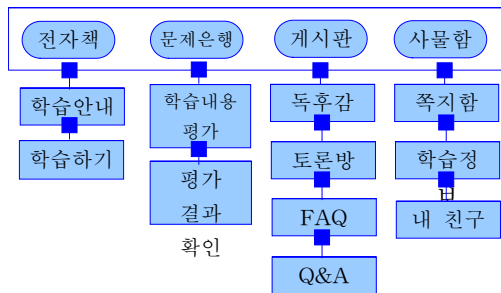 전자책
문제은행
게시판
사물함
학습안내
학습하기
학습내용
평가
평가
결과
확인
독후감
토론방
FAQ
Q&A
쪽지함
학습정
보
내 친구